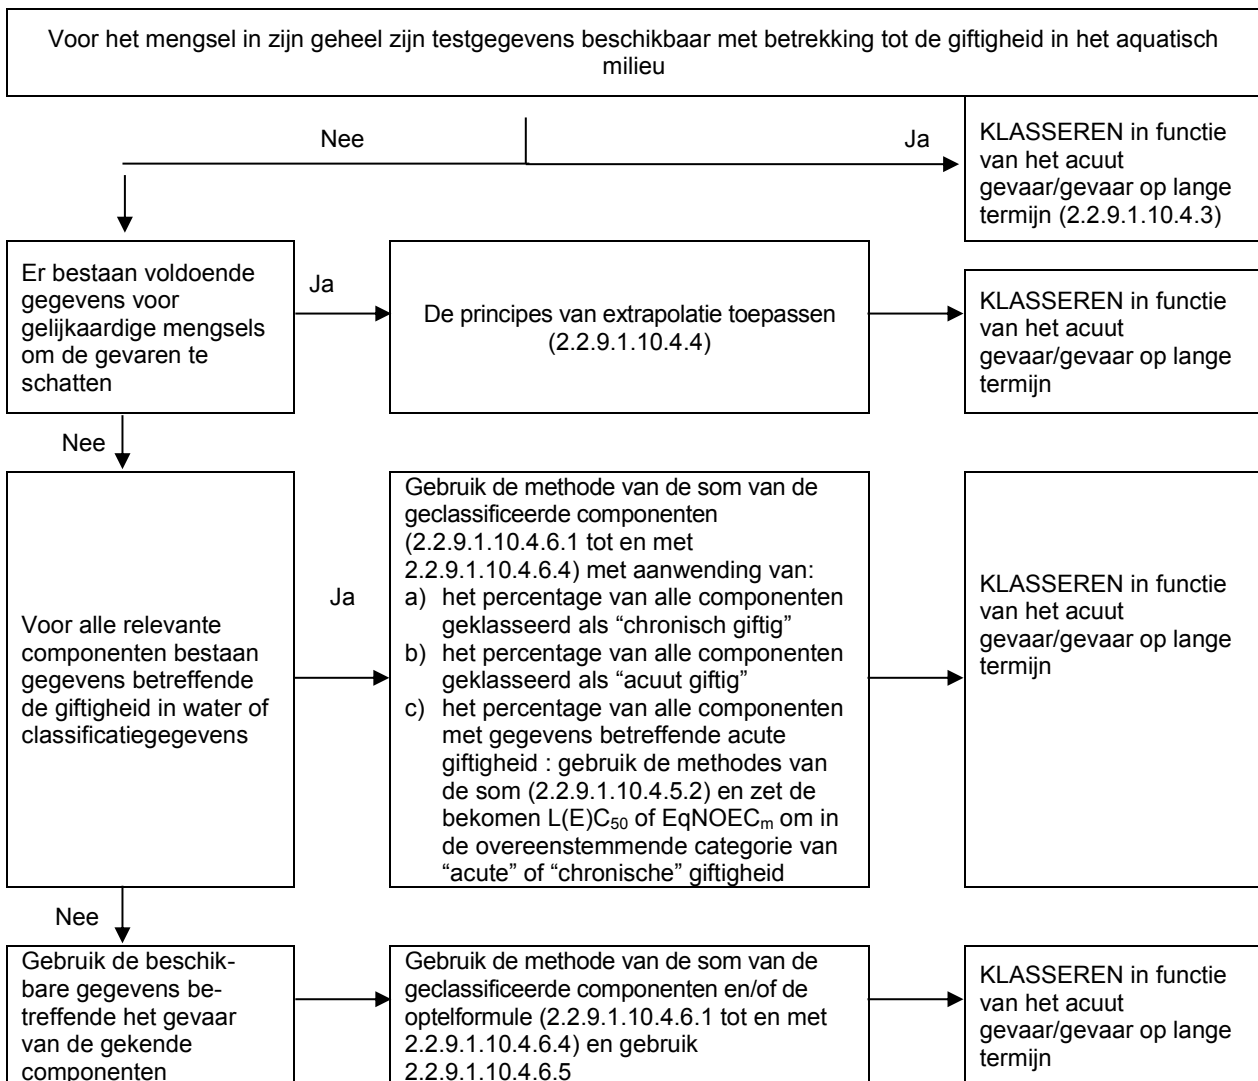 Voor het mengsel in zijn geheel zijn testgegevens beschikbaar met betrekking tot de giftigheid in het aquatisch
milieu
Nee
Ja
KLASSEREN in functie
van het acuut
gevaar/gevaar op lange
termijn (2.2.9.1.10.4.3)
Er bestaan voldoende
gegevens voor
gelijkaardige mengsels
om de gevaren te
schatten
Ja
De principes van extrapolatie toepassen
(2.2.9.1.10.4.4)
KLASSEREN in functie
van het acuut
gevaar/gevaar op lange
termijn
Nee
Voor alle relevante
componenten bestaan
gegevens betreffende
de giftigheid in water of
classificatiegegevens
Ja
Gebruik de methode van de som van de
geclassificeerde componenten
(2.2.9.1.10.4.6.1 tot en met
2.2.9.1.10.4.6.4) met aanwending van:
a) het percentage van alle componenten
geklasseerd als “chronisch giftig”
b) het percentage van alle componenten
geklasseerd als “acuut giftig”
c) het percentage van alle componenten
met gegevens betreffende acute
giftigheid : gebruik de methodes van
de som (2.2.9.1.10.4.5.2) en zet de
bekomen L(E)C₅₀ of EqNOECₘ om in
de overeenstemmende categorie van
“acute” of “chronische” giftigheid
KLASSEREN in functie
van het acuut
gevaar/gevaar op lange
termijn
Nee
Gebruik de beschik-
bare gegevens be-
treffende het gevaar
van de gekende
componenten
Gebruik de methode van de som van de
geclassificeerde componenten en/of de
optelformule (2.2.9.1.10.4.6.1 tot en met
2.2.9.1.10.4.6.4) en gebruik
2.2.9.1.10.4.6.5
KLASSEREN in functie
van het acuut
gevaar/gevaar op lange
termijn